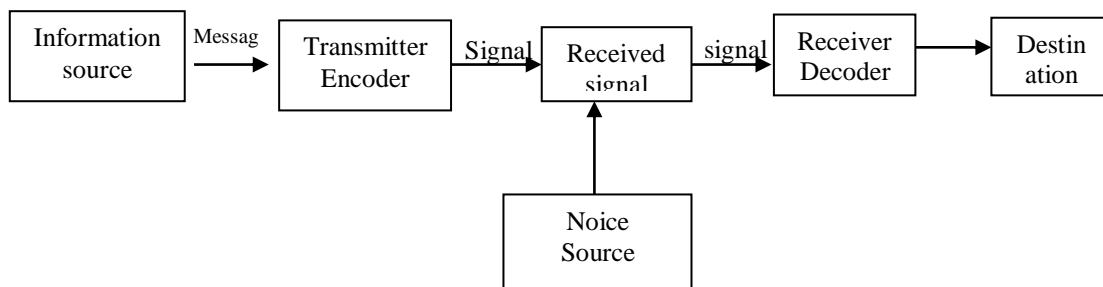 Information
source
Messag
Transmitter
Encoder
Signal
Received
signal
signal
Receiver
Decoder
Destin
ation
Noice
Source